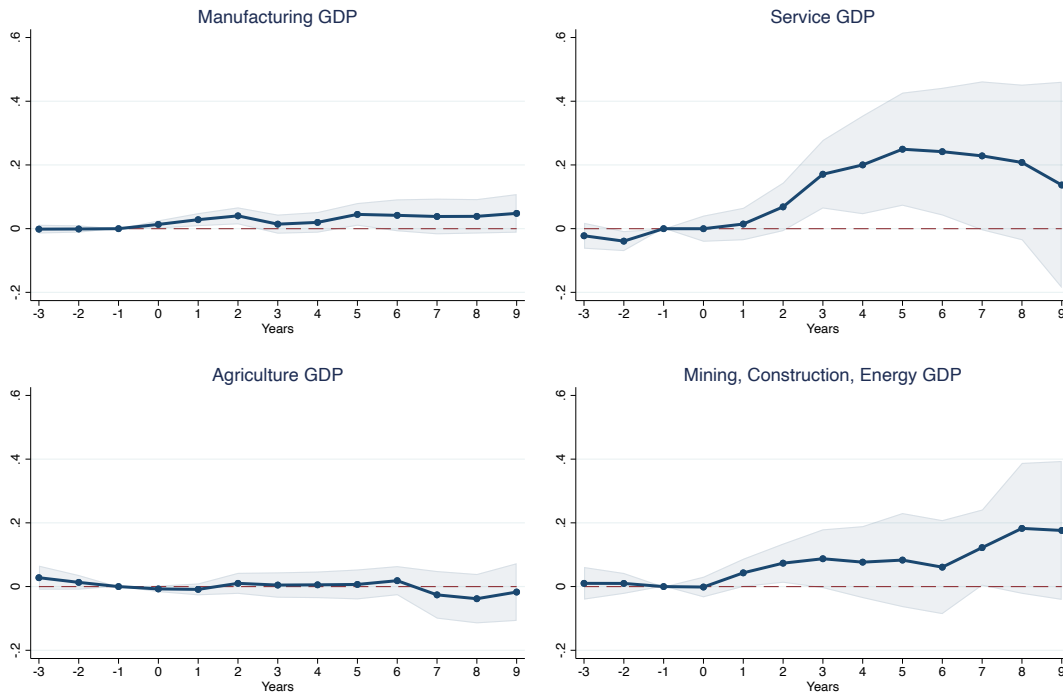 Manufacturing GDP
.6
.4
.2
0
-.2
-3 -2 -1 0 1 2 3 4 5 6 7 8 9
Years
Service GDP
.6
.4
.2
0
-.2
-3 -2 -1 0 1 2 3 4 5 6 7 8 9
Years
Agriculture GDP
.6
.4
.2
0
-.2
-3 -2 -1 0 1 2 3 4 5 6 7 8 9
Years
Mining, Construction, Energy GDP
.6
.4
.2
0
-.2
-3 -2 -1 0 1 2 3 4 5 6 7 8 9
Years